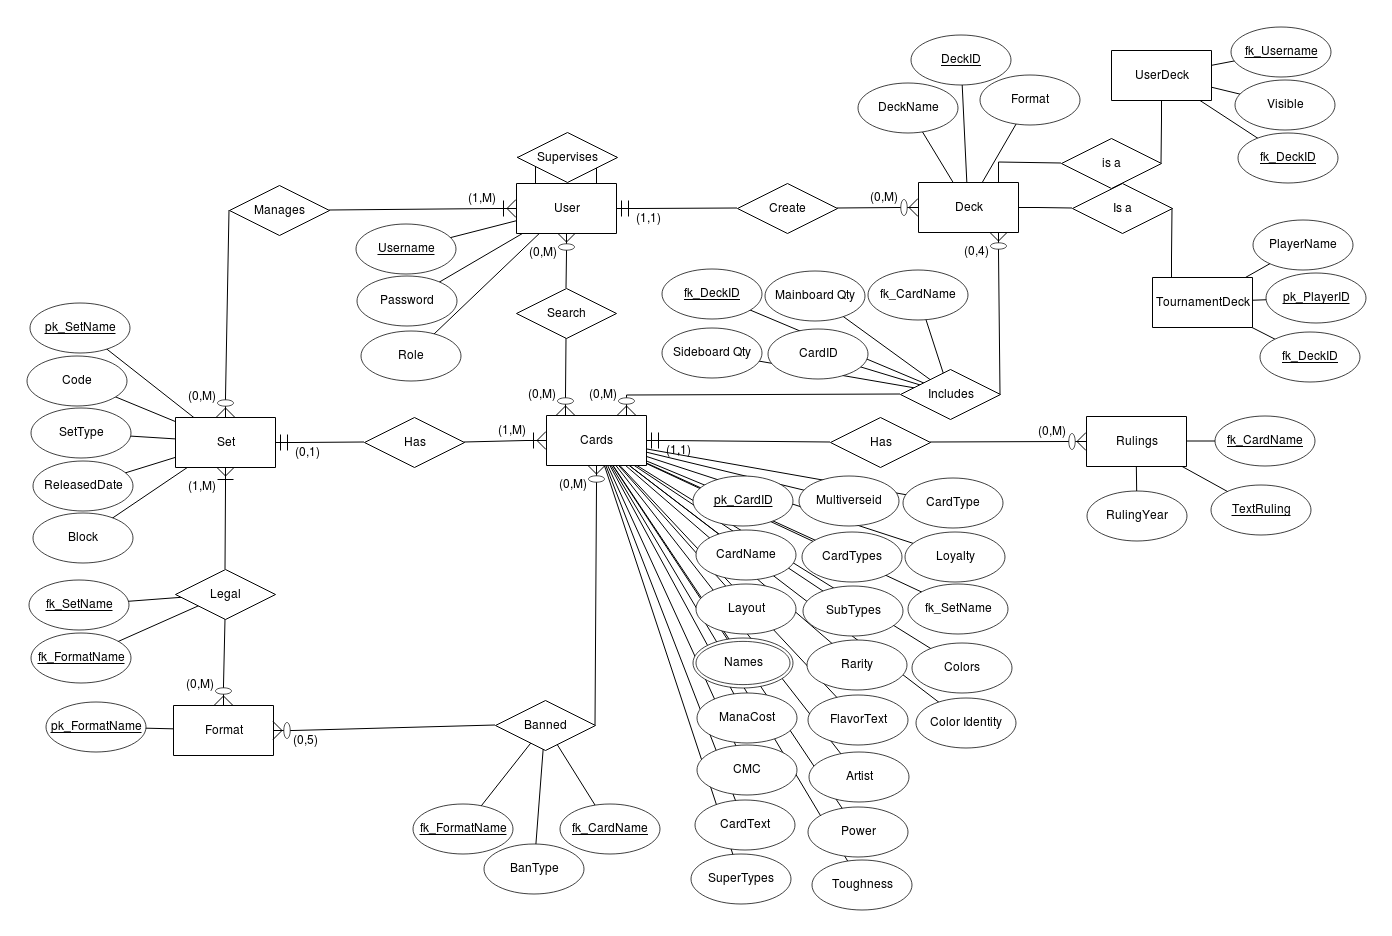 DeckID
fk_Username
UserDeck
DeckName
Format
Visible
fk_DeckID
Supervises
is a
(1,M)
Manages
User
(1,1)
Create
(0,M)
Deck
Is a
Username
(0,M)
(0,4)
PlayerName
Password
fk_DeckID
Mainboard Qty
fk_CardName
TournamentDeck
pk_PlayerID
Search
pk_SetName
Role
Sideboard Qty
CardID
fk_DeckID
Code
(0,M)
(0,M)
(0,M)
Includes
SetType
Set
(0,1)
Has
(1,M)
Cards
(1,1)
Has
(0,M)
Rulings
fk_CardName
ReleasedDate
(1,M)
(0,M)
pk_CardID
Multiverseid
CardType
RulingYear
TextRuling
Block
CardName
CardTypes
Loyalty
fk_SetName
Legal
Layout
SubTypes
fk_SetName
fk_FormatName
Names
Rarity
Colors
(0,M)
pk_FormatName
Format
(0,5)
Banned
ManaCost
FlavorText
Color Identity
CMC
Artist
fk_FormatName
fk_CardName
CardText
Power
BanType
SuperTypes
Toughness